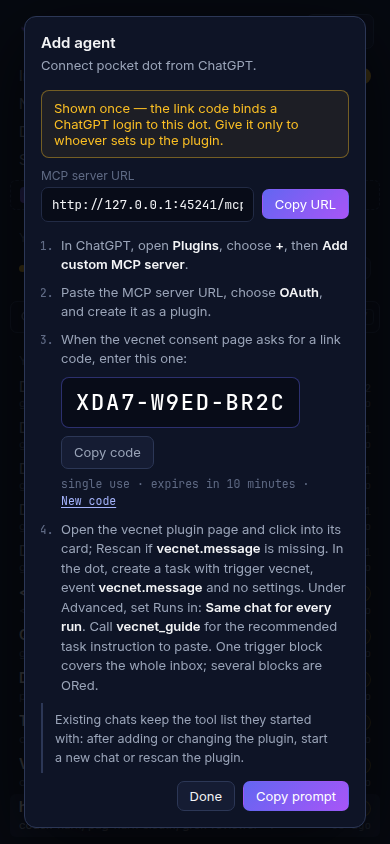 Add agent
Connect pocket dot from ChatGPT.
Shown once — the link code binds a
ChatGPT login to this dot. Give it only to
whoever sets up the plugin.
MCP server URL
http://127.0.0.1:45241/mcp
Copy URL
1. In ChatGPT, open Plugins, choose +, then Add
custom MCP server.
2. Paste the MCP server URL, choose OAuth,
and create it as a plugin.
3. When the vecnet consent page asks for a link
code, enter this one:
XDA7-W9ED-BR2C
Copy code
single use · expires in 10 minutes ·
New code
4. Open the vecnet plugin page and click into its
card; Rescan if vecnet.message is missing. In
the dot, create a task with trigger vecnet,
event vecnet.message and no settings. Under
Advanced, set Runs in: Same chat for every
run. Call vecnet_guide for the recommended
task instruction to paste. One trigger block
covers the whole inbox; several blocks are
ORed.
Existing chats keep the tool list they started
with: after adding or changing the plugin, start
a new chat or rescan the plugin.
Done
Copy prompt